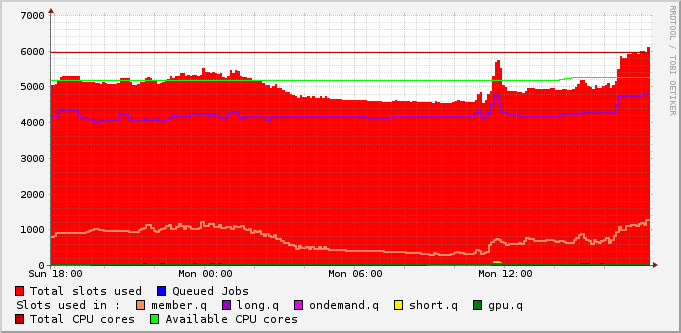 7000
6000
5000
4000
3000
2000
1000
0
Sun 18:00 Mon 00:00 Mon 06:00 Mon 12:00
Total slots used Queued Jobs
Slots used in : member.q long.q ondemand.q short.q gpu.q
Total CPU cores Available CPU cores
RRDTOOL / TOBI OETIKER